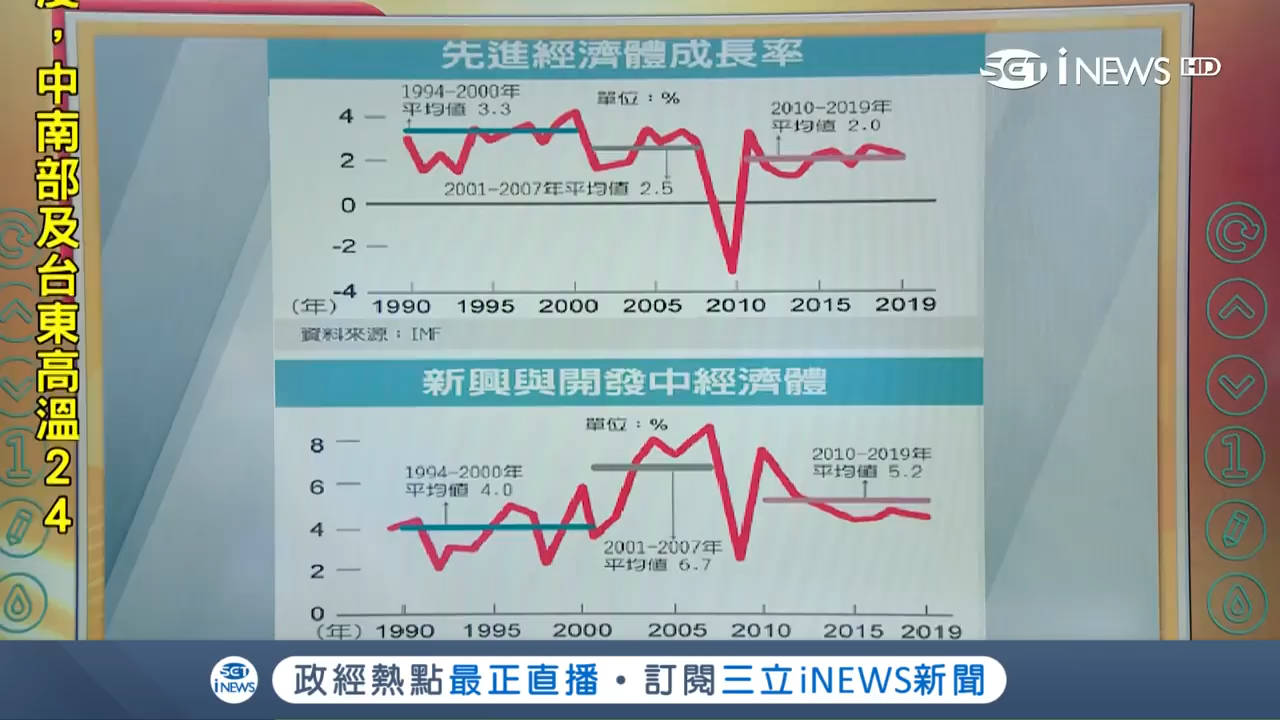 度，中南部及台東高溫24
SET iNEWS HD
先進經濟體成長率
1994-2000年
平均值 3.3
單位：%
2010-2019年
平均值 2.0
2001-2007年平均值 2.5
4
2
0
-2
-4
(年) 1990 1995 2000 2005 2010 2015 2019
資料來源：IMF
新興與開發中經濟體
單位：%
1994-2000年
平均值 4.0
2010-2019年
平均值 5.2
2001-2007年
平均值 6.7
8
6
4
2
0
(年) 1990 1995 2000 2005 2010 2015 2019
1
1
SET iNEWS 政經熱點最正直播・訂閱三立iNEWS新聞